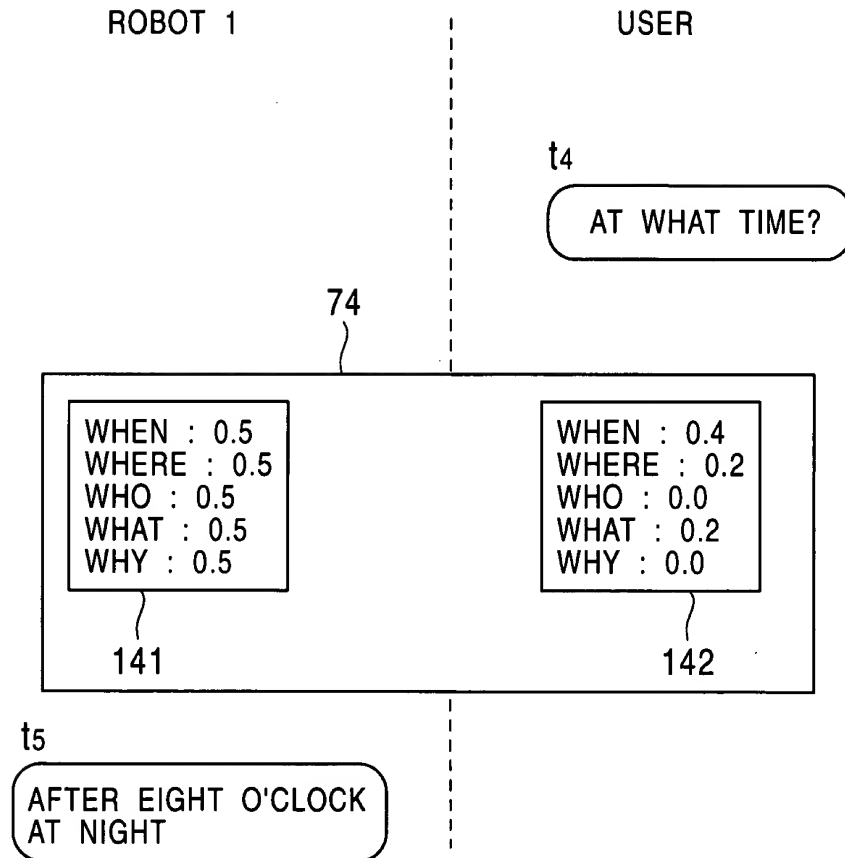 ROBOT 1
USER
t4
AT WHAT TIME?
74
WHEN : 0.5
WHERE : 0.5
WHO : 0.5
WHAT : 0.5
WHY : 0.5
141
WHEN : 0.4
WHERE : 0.2
WHO : 0.0
WHAT : 0.2
WHY : 0.0
142
t5
AFTER EIGHT O'CLOCK
AT NIGHT